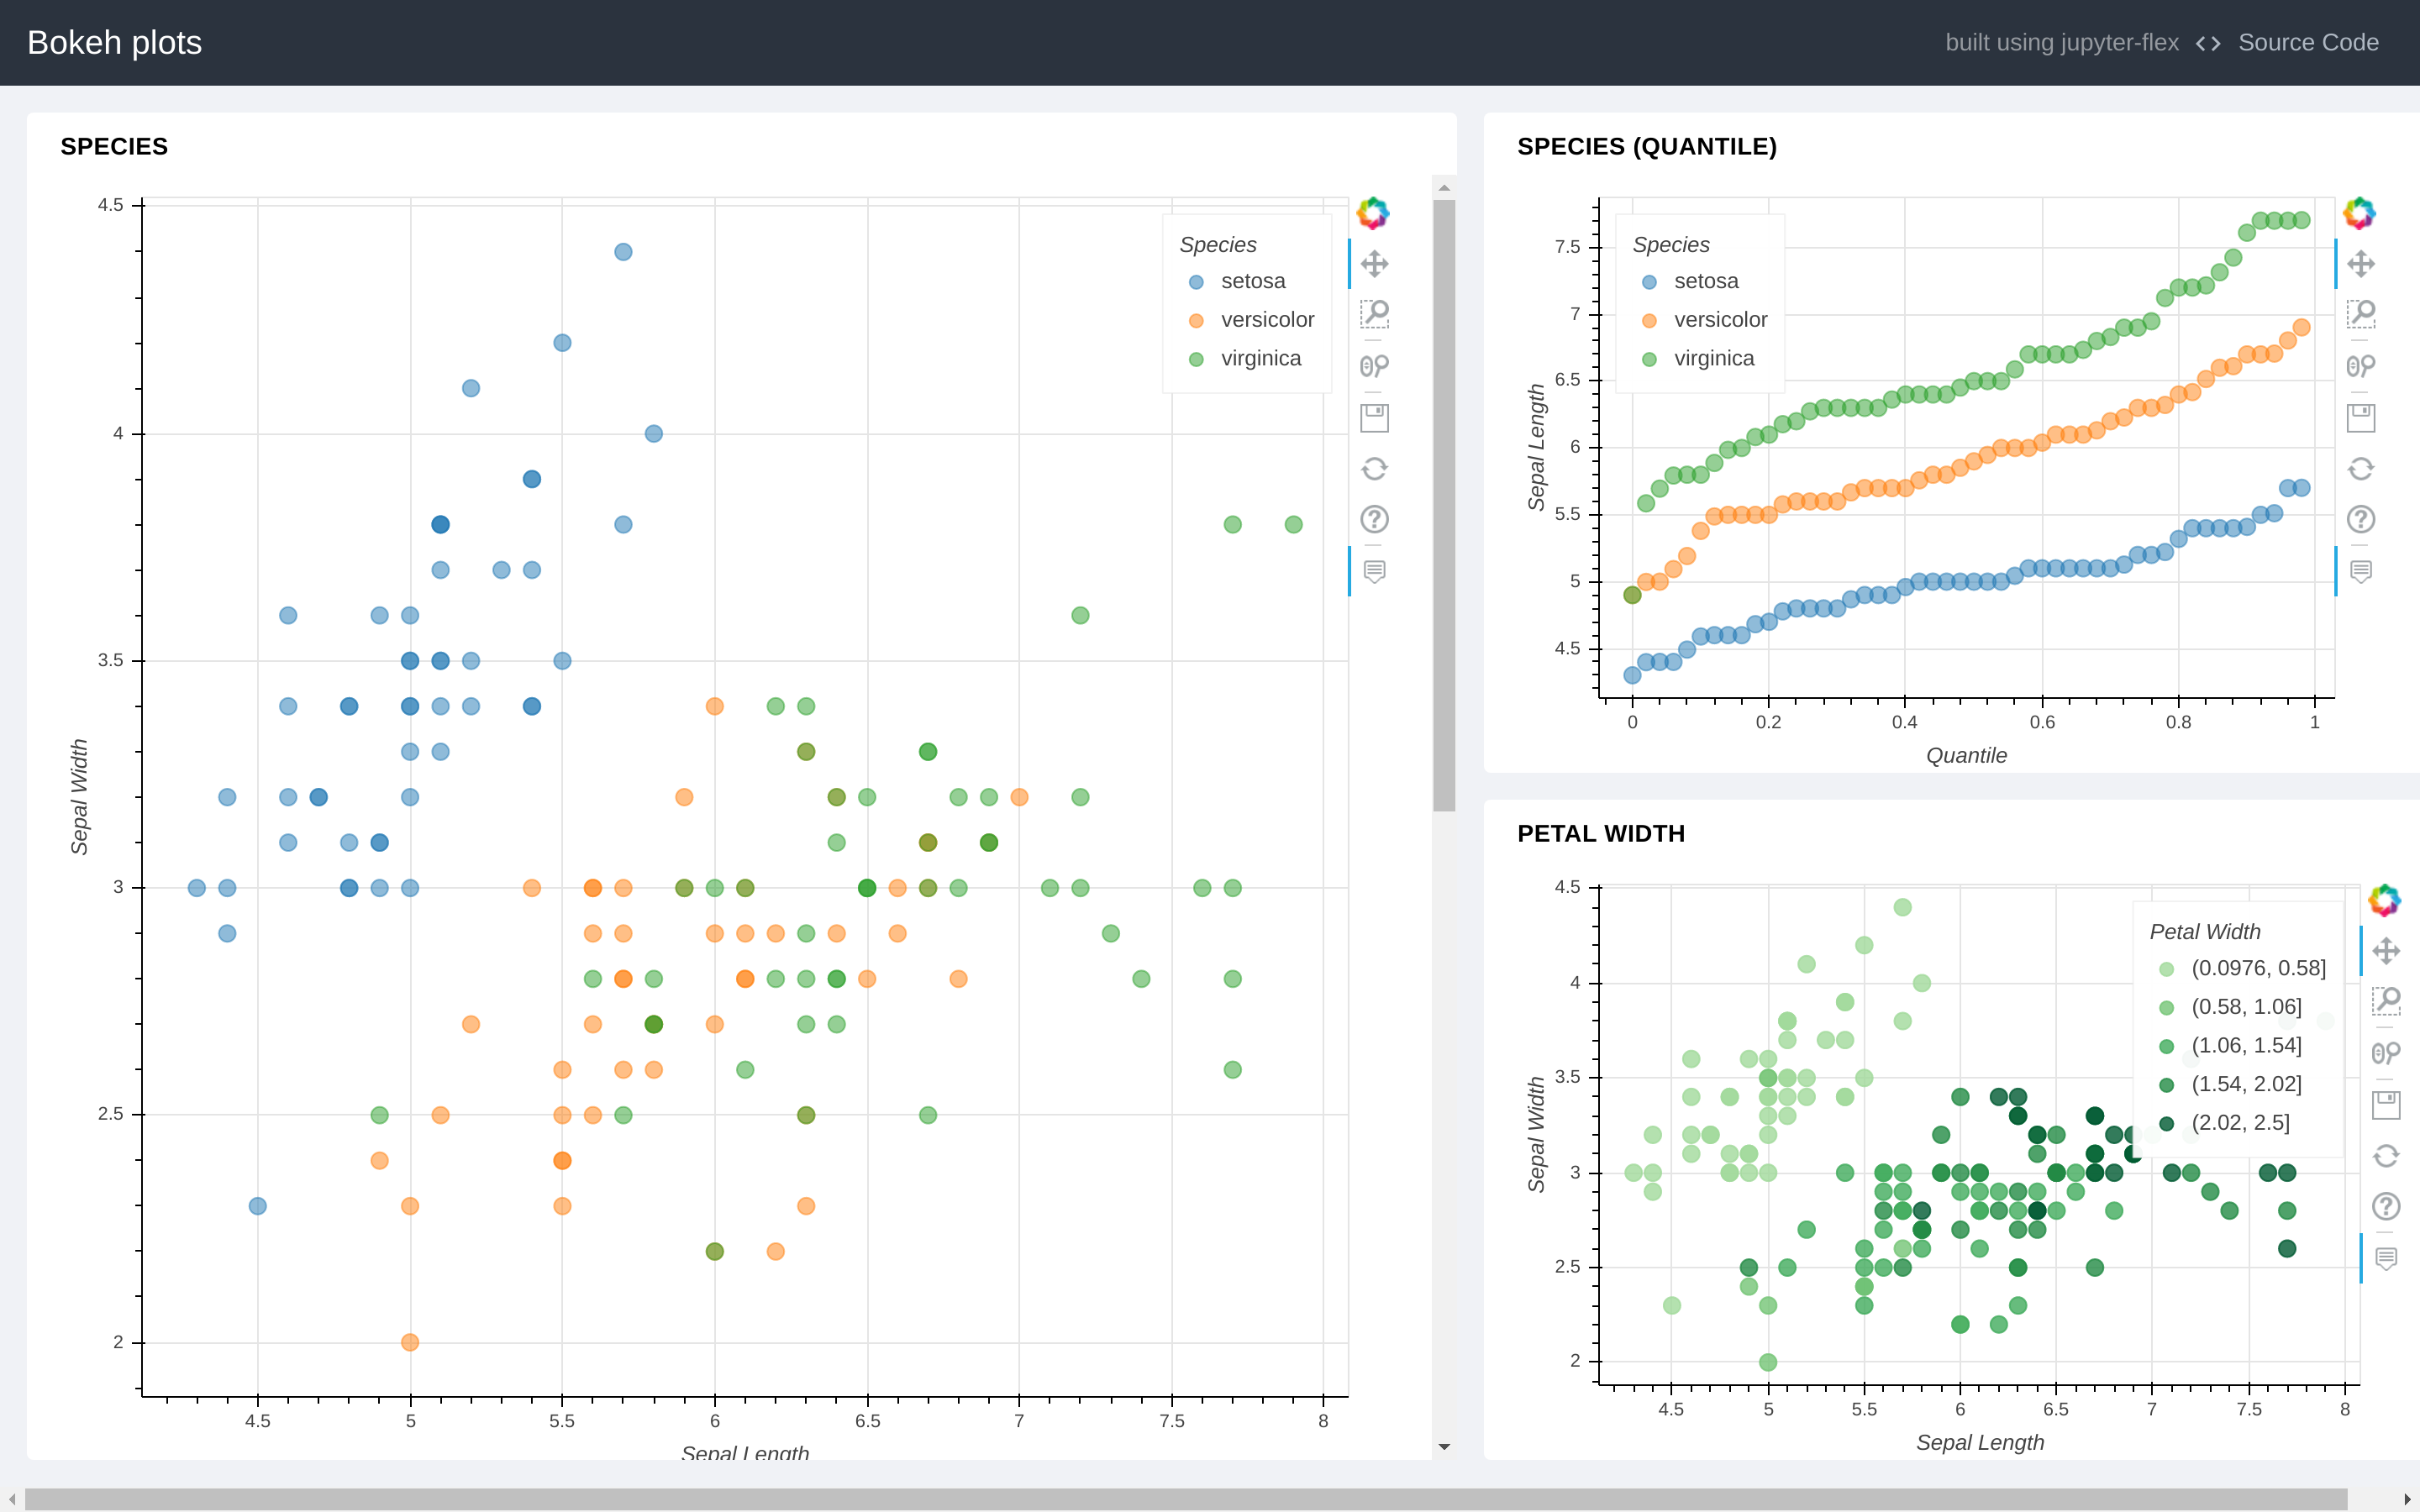 Bokeh plots
built using jupyter-flex <> Source Code
SPECIES
4.5
4
3.5
3
2.5
2
Sepal Width
Species
setosa
versicolor
virginica
4.5 5 5.5 6 6.5 7 7.5 8
Sepal Length
SPECIES (QUANTILE)
7.5
7
6.5
6
5.5
5
4.5
Sepal Length
Species
setosa
versicolor
virginica
0 0.2 0.4 0.6 0.8 1
Quantile
PETAL WIDTH
4.5
4
3.5
3
2.5
2
Sepal Width
Petal Width
(0.0976, 0.58]
(0.58, 1.06]
(1.06, 1.54]
(1.54, 2.02]
(2.02, 2.5]
4.5 5 5.5 6 6.5 7 7.5 8
Sepal Length